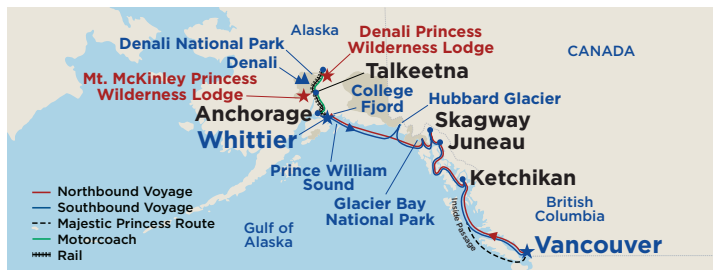 Alaska
Denali Princess
Wilderness Lodge
Denali National Park
CANADA
Denali
Talkeetna
Mt. McKinley Princess
Wilderness Lodge
College
Fjord
Hubbard Glacier
Anchorage
Skagway
Whittier
Juneau
Prince William
Sound
Ketchikan
Glacier Bay
National Park
Northbound Voyage
Southbound Voyage
Majestic Princess Route
Motorcoach
Rail
Gulf of
Alaska
Inside Passage
British
Columbia
Vancouver